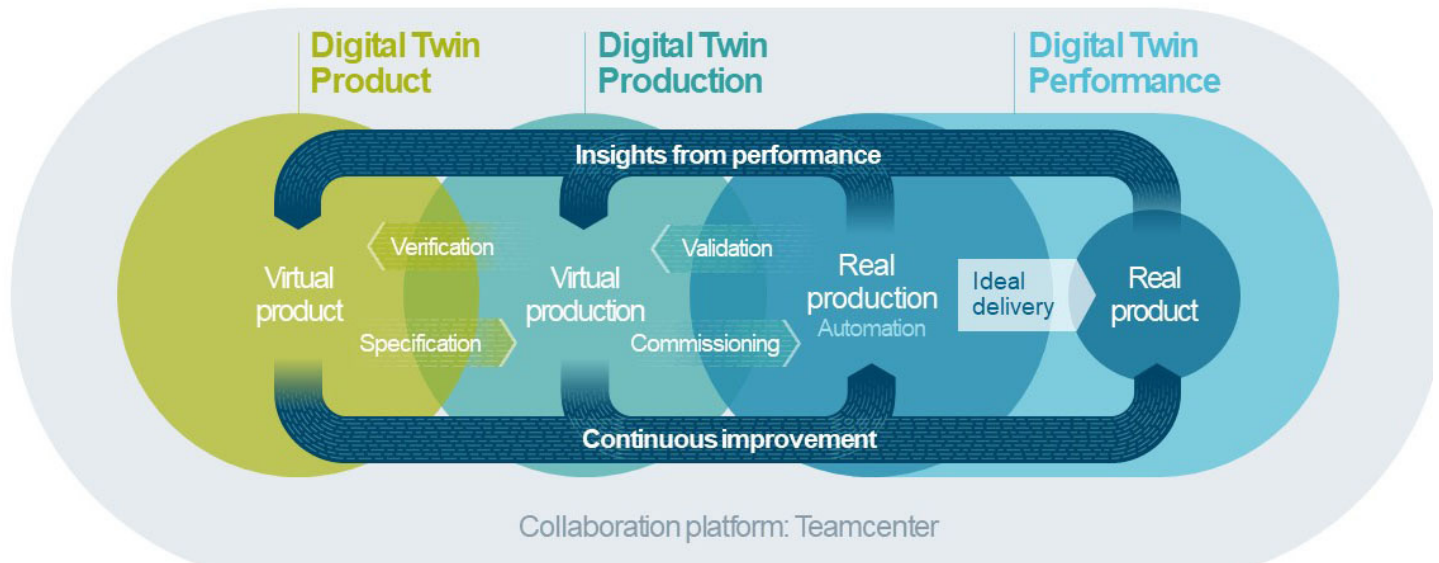 Digital Twin
Product
Digital Twin
Production
Digital Twin
Performance
Insights from performance
Verification
Validation
Virtual
product
Virtual
production
Real
production
Automation
Ideal
delivery
Real
product
Specification
Commissioning
Continuous improvement
Collaboration platform: Teamcenter